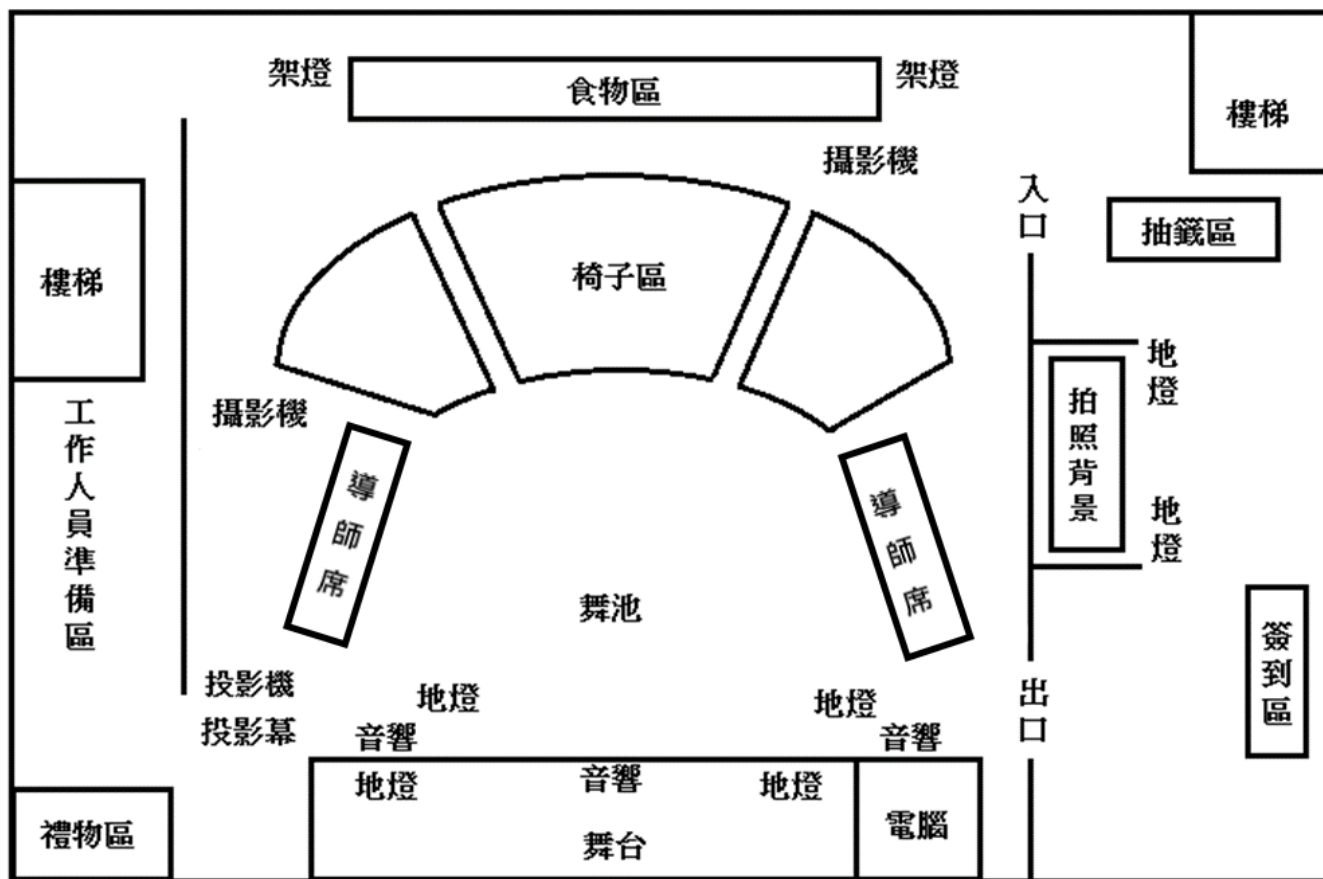 架燈
食物區
架燈
樓梯
攝影機
入口
抽籤區
樓梯
椅子區
地燈
拍照背景
攝影機
工作人員準備區
導師席
導師席
地燈
舞池
簽到區
投影機
地燈
地燈
出口
投影幕
音響
音響
地燈
音響
地燈
電腦
禮物區
舞台